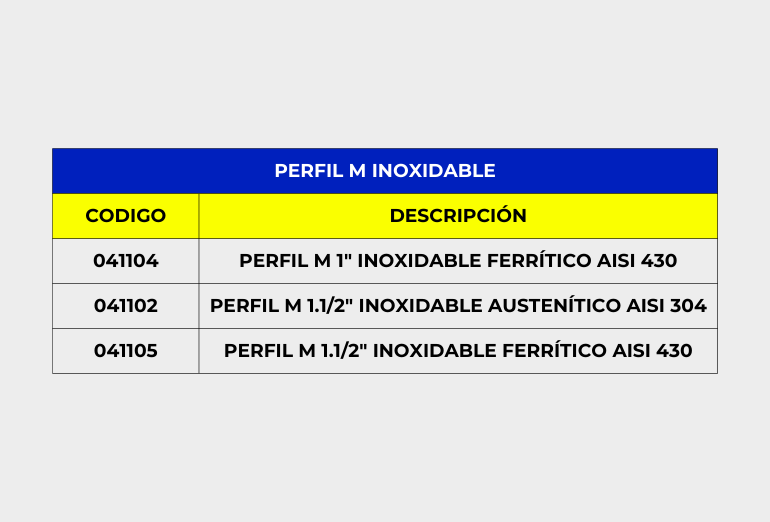 PERFIL M INOXIDABLE
CODIGO DESCRIPCIÓN
041104 PERFIL M 1" INOXIDABLE FERRÍTICO AISI 430
041102 PERFIL M 1.1/2" INOXIDABLE AUSTENÍTICO AISI 304
041105 PERFIL M 1.1/2" INOXIDABLE FERRÍTICO AISI 430